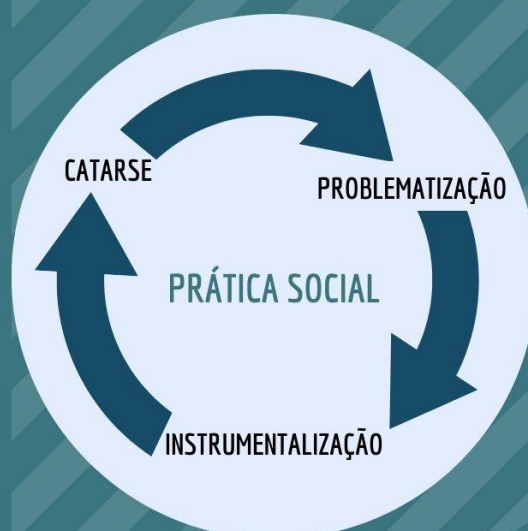 CATARSE
PROBLEMATIZAÇÃO
PRÁTICA SOCIAL
INSTRUMENTALIZAÇÃO